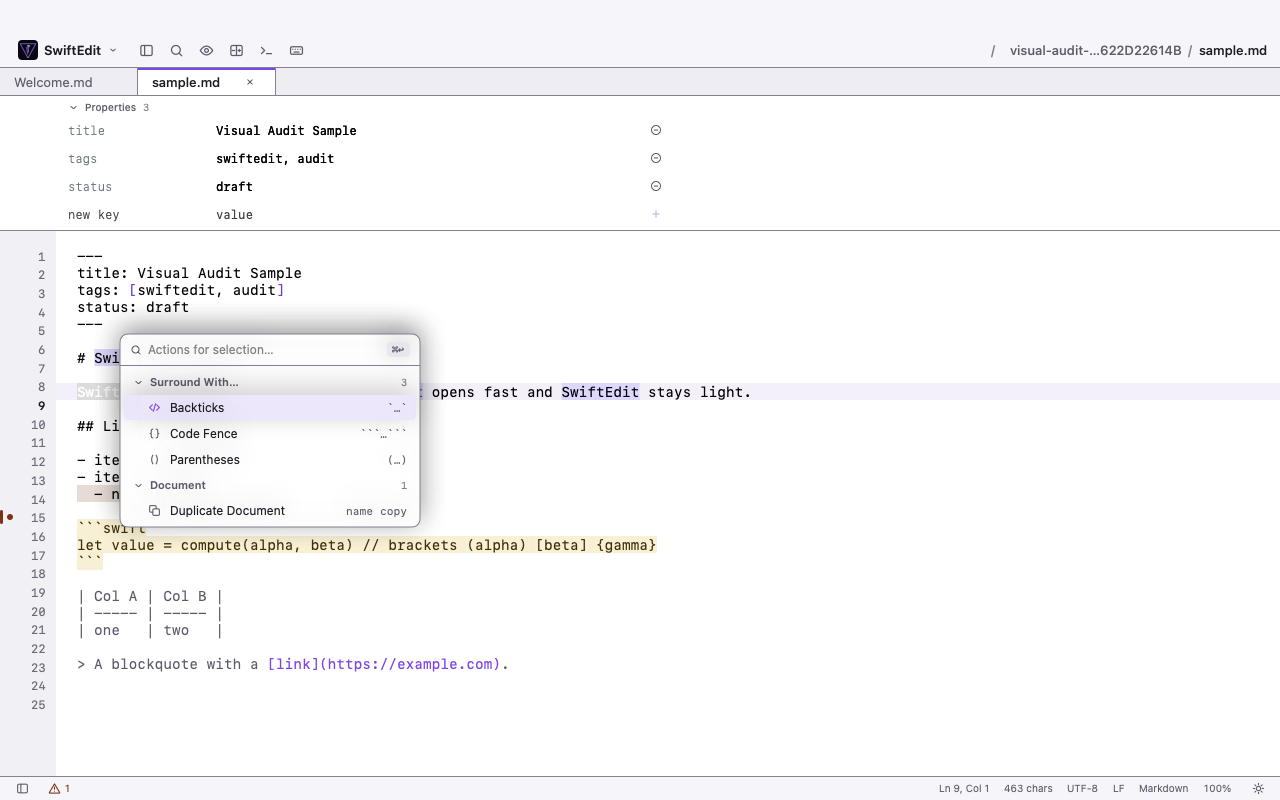 SwiftEdit
/ visual-audit-...622D22614B / sample.md
Welcome.md
sample.md ×
Properties 3
title Visual Audit Sample
tags swiftedit, audit
status draft
new key value +
1 ---
2 title: Visual Audit Sample
3 tags: [swiftedit, audit]
4 status: draft
5 ---
6 # Swi
7
8 Swift opens fast and SwiftEdit stays light.
9
10 ## Li
11
12 - ite
13 - ite
14 - n
15 ```swift
16 let value = compute(alpha, beta) // brackets (alpha) [beta] {gamma}
17 ```
18
19 | Col A | Col B |
20 | ----- | ----- |
21 | one | two |
22
23 > A blockquote with a [link](https://example.com).
24
25
Actions for selection...
Surround With... 3
</> Backticks `…`
{} Code Fence ```…```
() Parentheses (…)
Document 1
Duplicate Document name copy
1
Ln 9, Col 1 463 chars UTF-8 LF Markdown 100%